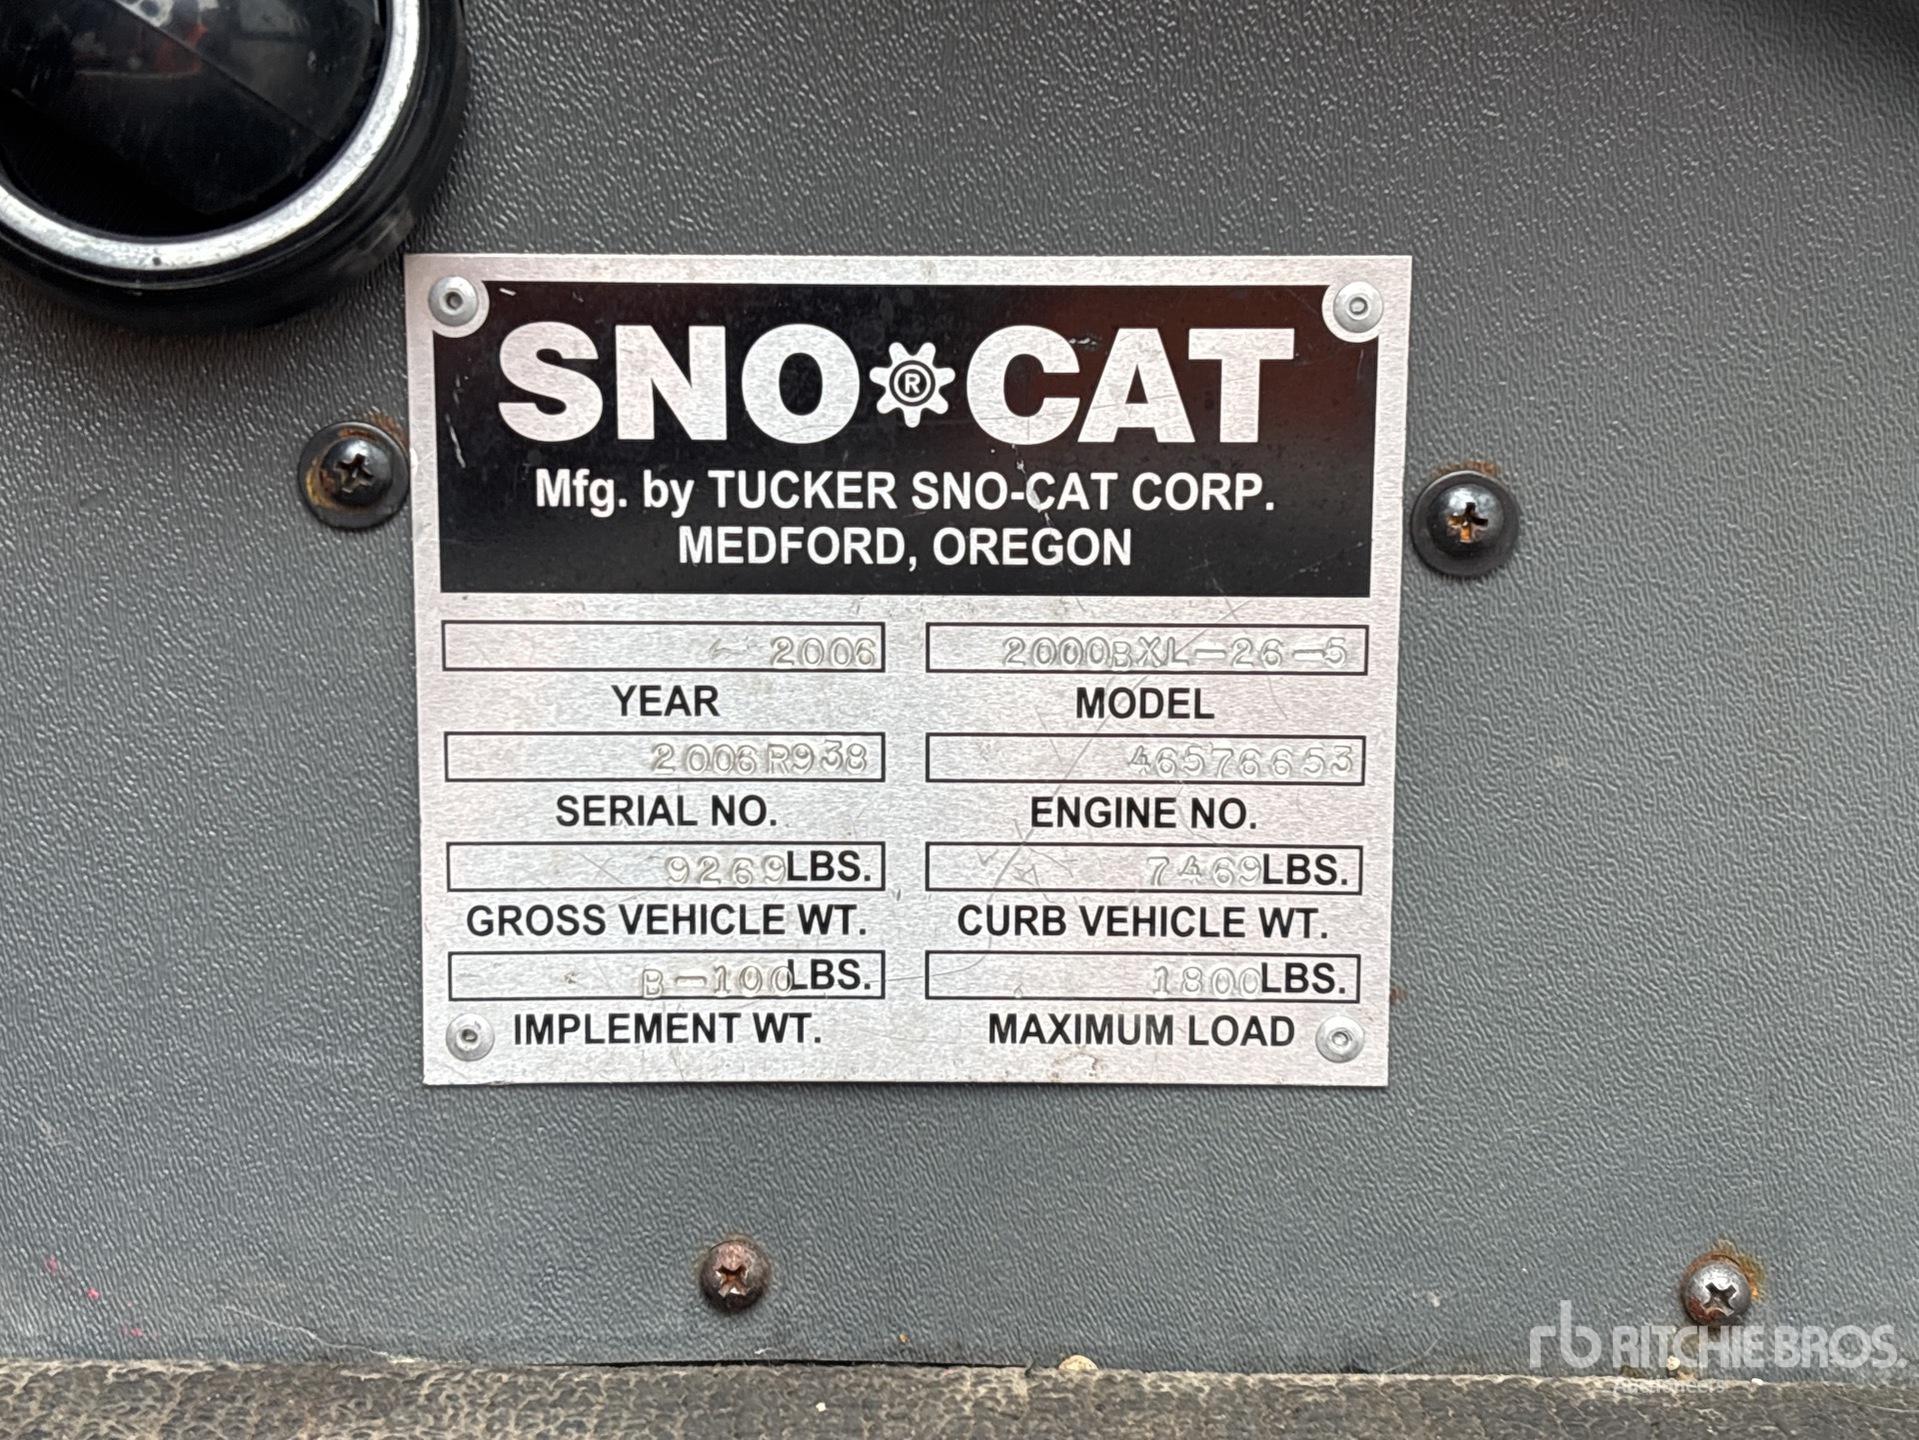 SNO®CAT
Mfg. by TUCKER SNO-CAT CORP.
MEDFORD, OREGON
2006 2000BXL-26-5
YEAR MODEL
2006R938 46576653
SERIAL NO. ENGINE NO.
9269LBS. 7469LBS.
GROSS VEHICLE WT. CURB VEHICLE WT.
B-100LBS. 1800LBS.
IMPLEMENT WT. MAXIMUM LOAD
rb RITCHIE BROS.
Auctioneers